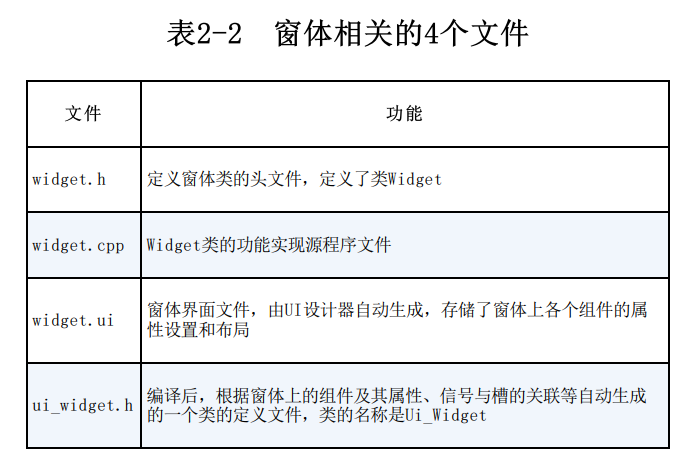 表2-2 窗体相关的4个文件
文件 功能
widget.h 定义窗体类的头文件，定义了类Widget
widget.cpp Widget类的功能实现源程序文件
widget.ui 窗体界面文件，由UI设计器自动生成，存储了窗体上各个组件的属
性设置和布局
ui_widget.h 编译后，根据窗体上的组件及其属性、信号与槽的关联等自动生成
的一个类的定义文件，类的名称是Ui_Widget